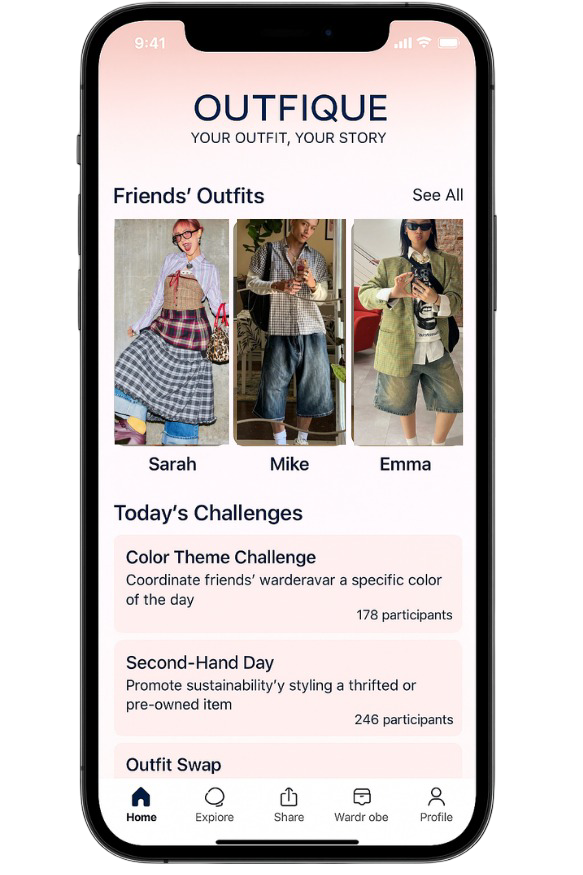 9:41
OUTFIQUE
YOUR OUTFIT, YOUR STORY
Friends' Outfits
See All
Sarah
Mike
Emma
Today's Challenges
Color Theme Challenge
Coordinate friends' warderavar a specific color
of the day
178 participants
Second-Hand Day
Promote sustainability'y styling a thrifted or
pre-owned item
246 participants
Outfit Swap
Home
Explore
Share
Wardr obe
Profile